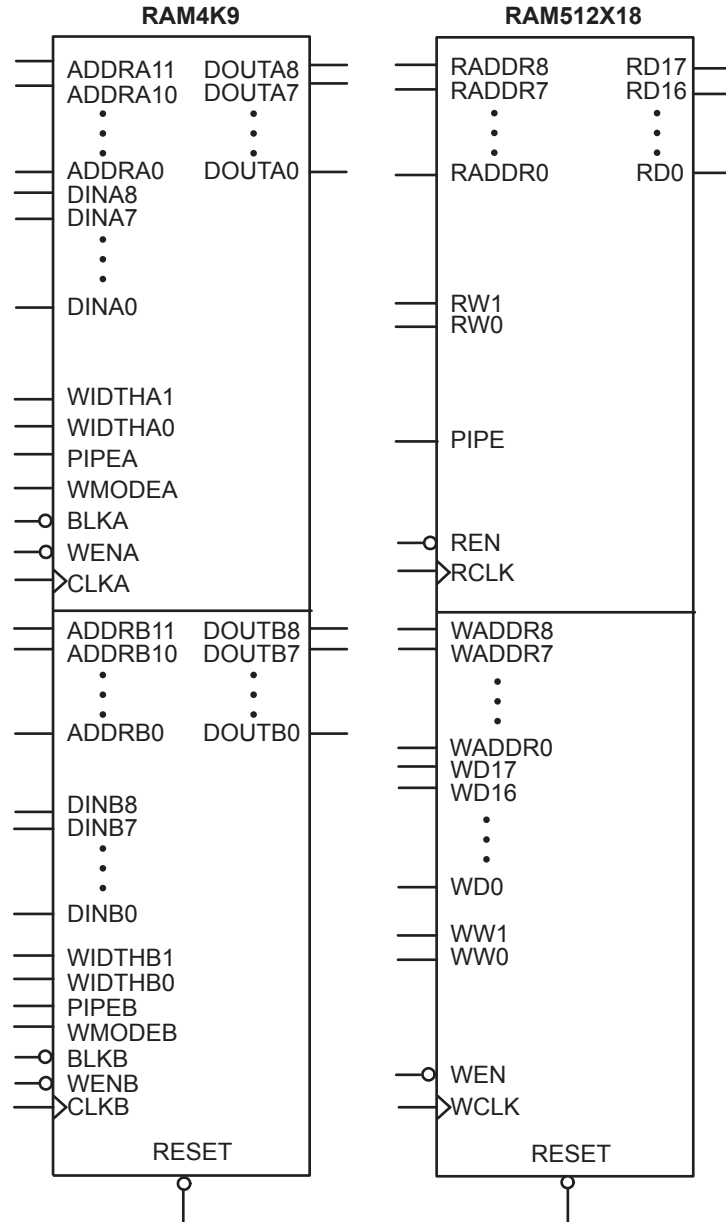 RAM4K9
ADDRA11 DOUTA8
ADDRA10 DOUTA7
ADDRA0 DOUTA0
DINA8
DINA7
DINA0
WIDTHA1
WIDTHA0
PIPEA
WMODEA
BLKA
WENA
CLKA
ADDRB11 DOUTB8
ADDRB10 DOUTB7
ADDRB0 DOUTB0
DINB8
DINB7
DINB0
WIDTHB1
WIDTHB0
PIPEB
WMODEB
BLKB
WENB
CLKB
RESET
RAM512X18
RADDR8 RD17
RADDR7 RD16
RADDR0 RD0
RW1
RW0
PIPE
REN
RCLK
WADDR8
WADDR7
WADDR0
WD17
WD16
WD0
WW1
WW0
WEN
WCLK
RESET